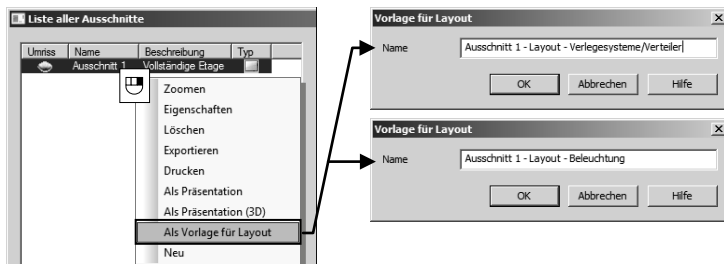 Liste aller Ausschnitte
Umriss Name Beschreibung Typ
Ausschnitt 1 Vollständige Etage
Zoomen
Eigenschaften
Löschen
Exportieren
Drucken
Als Präsentation
Als Präsentation (3D)
Als Vorlage für Layout
Neu
Vorlage für Layout
Name Ausschnitt 1 - Layout - Verlegesysteme/Verteiler
OK Abbrechen Hilfe
Vorlage für Layout
Name Ausschnitt 1 - Layout - Beleuchtung
OK Abbrechen Hilfe